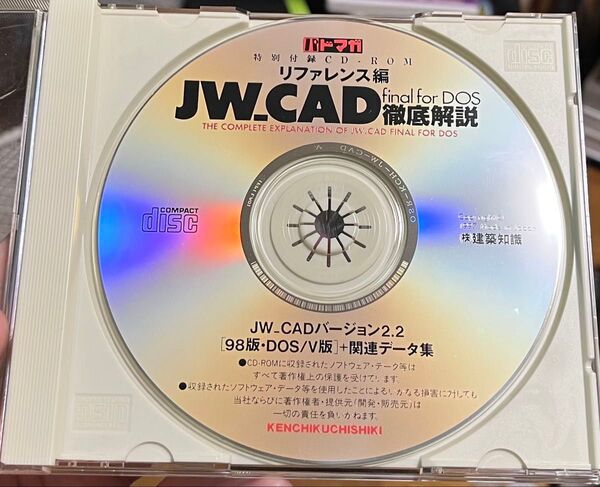 パドマガ
特別付録CD-ROM
リファレンス編
JW_CAD final for DOS
徹底解説
THE COMPLETE EXPLANATION OF JW_CAD FINAL FOR DOS
COMPACT
disc
株建築知識
JW_CADバージョン2.2
[98版・DOS/V版]+関連データ集
●CD-ROMに収録されたソフトウェア・データ等は
すべて著作権上の保護を受けてします。
●収録されたソフトウェア・データ等を使用したことによるいかなる損害に対しても
当社ならびに著作権者・提供元(開発・販売元)は
一切の責任を負いかねます。
KENCHIKUCHISHIKI
disc